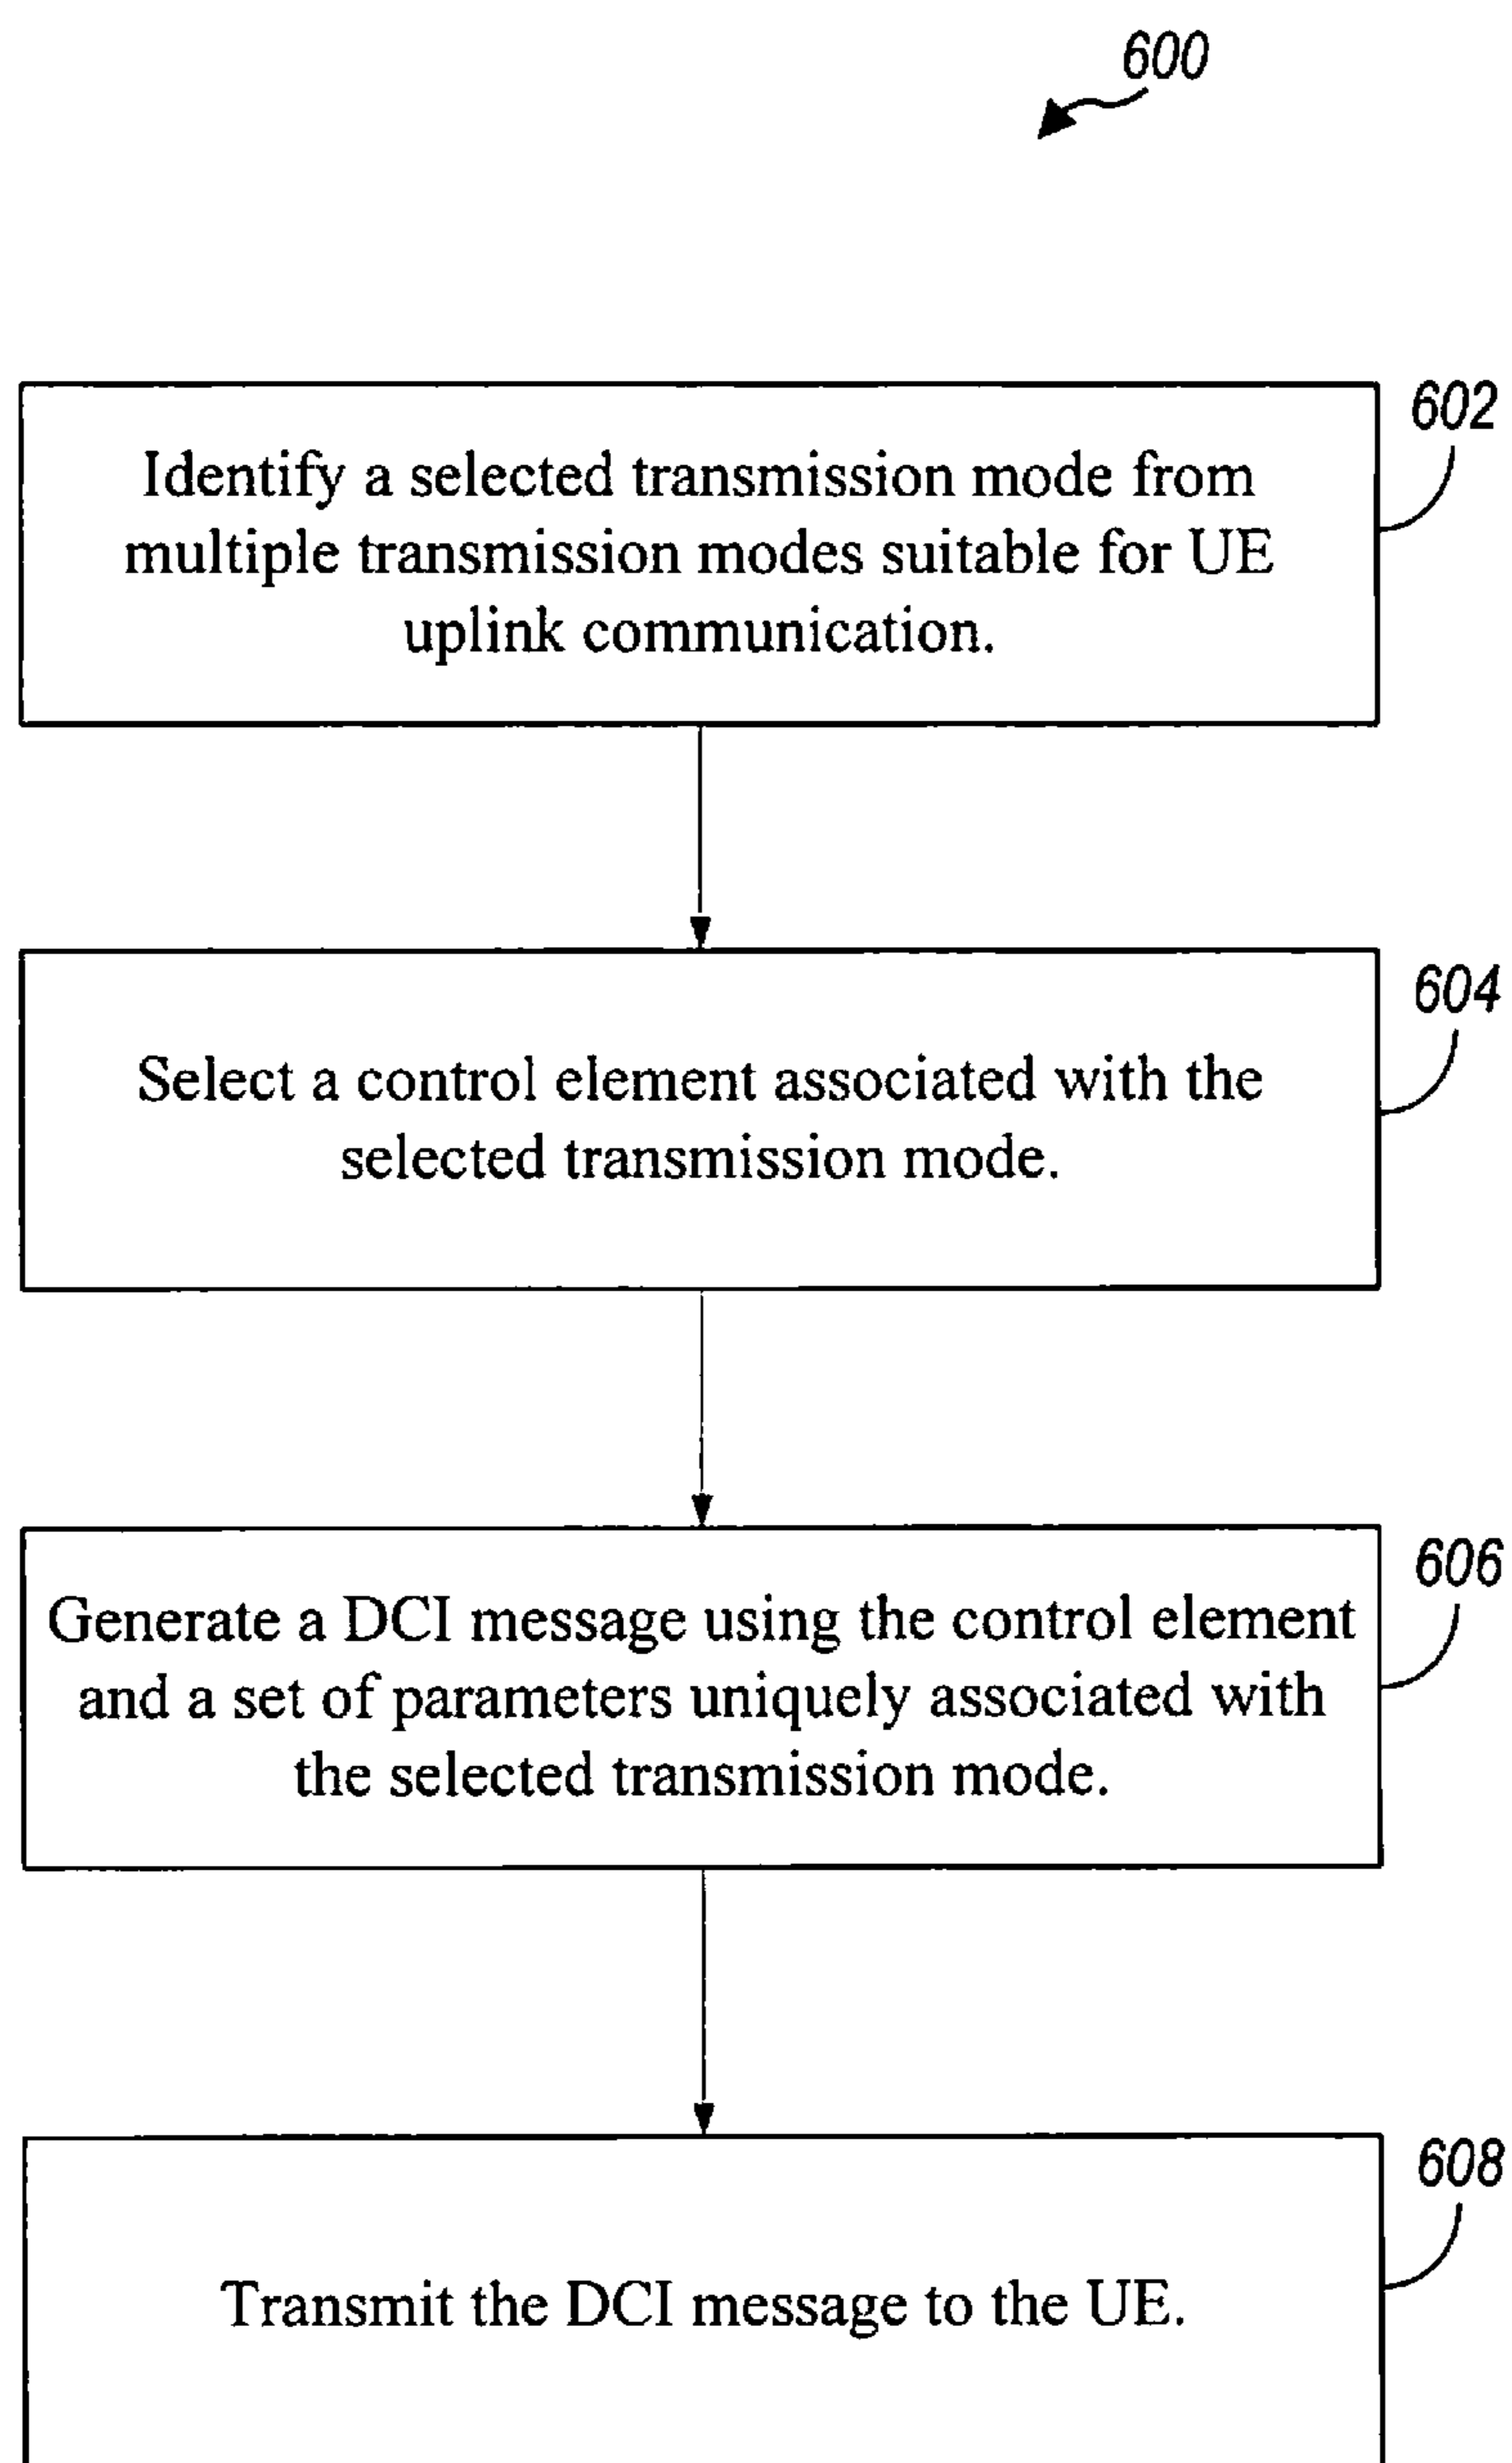 600
602
Identify a selected transmission mode from
multiple transmission modes suitable for UE
uplink communication.
604
Select a control element associated with the
selected transmission mode.
606
Generate a DCI message using the control element
and a set of parameters uniquely associated with
the selected transmission mode.
608
Transmit the DCI message to the UE.